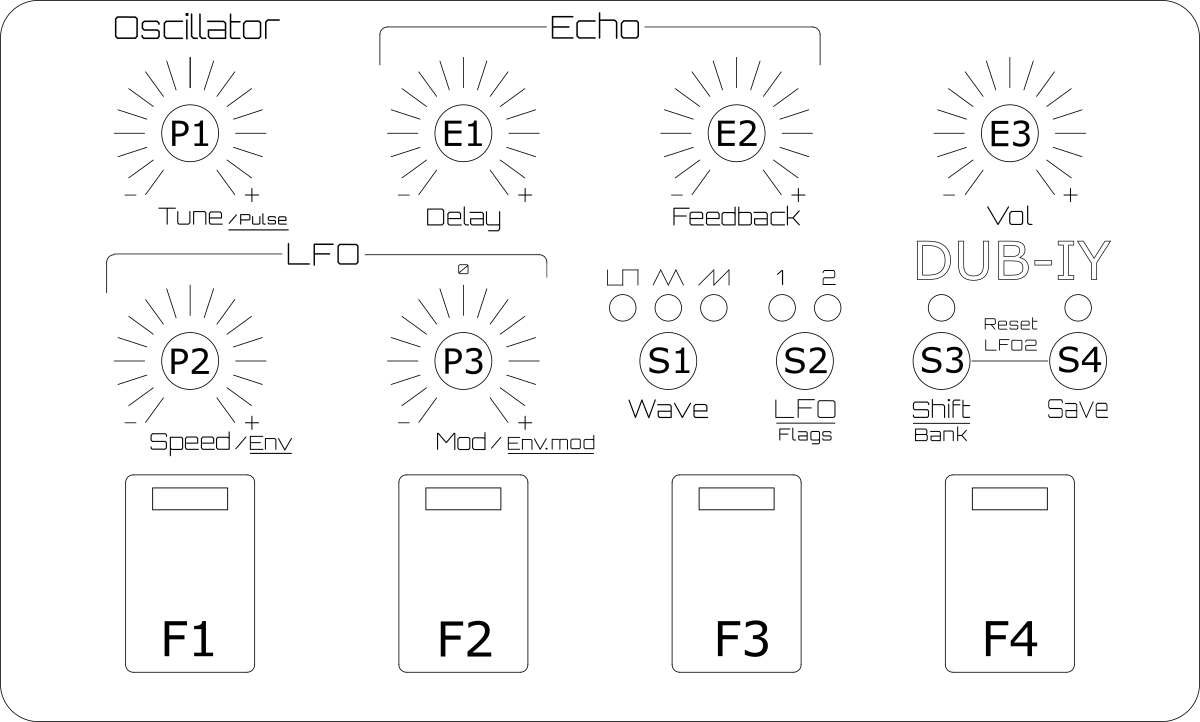 Oscillator
Echo
P1
E1
E2
E3
- +
- +
- +
- +
Tune /Pulse
Delay
Feedback
Vol
LFO
DUB-IY
Ø
1 2
P2
P3
S1
S2
S3
Reset
LFO2
S4
- +
- +
Wave
LFO
Flags
Shift
Bank
Save
Speed /Env
Mod /Env.mod
F1
F2
F3
F4